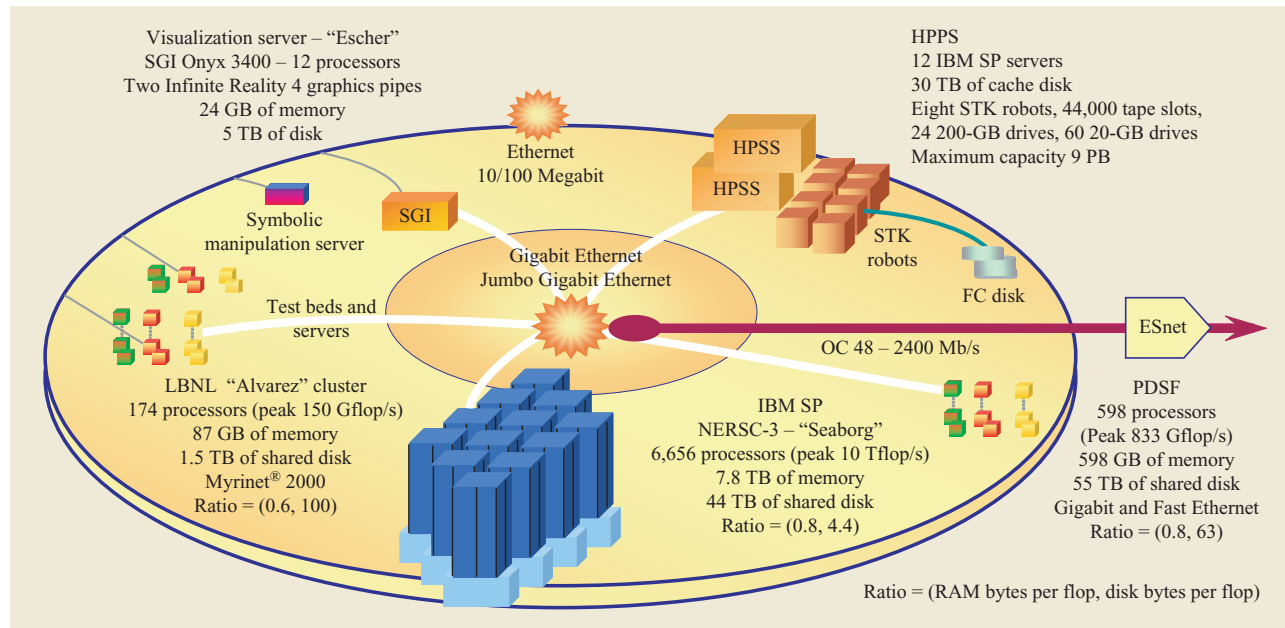 Visualization server – “Escher”
SGI Onyx 3400 – 12 processors
Two Infinite Reality 4 graphics pipes
24 GB of memory
5 TB of disk
HPPS
12 IBM SP servers
30 TB of cache disk
Eight STK robots, 44,000 tape slots,
24 200-GB drives, 60 20-GB drives
Maximum capacity 9 PB
Ethernet
10/100 Megabit
HPSS
HPSS
SGI
Symbolic
manipulation server
STK
robots
FC disk
Gigabit Ethernet
Jumbo Gigabit Ethernet
Test beds and
servers
ESnet
OC 48 – 2400 Mb/s
LBNL “Alvarez” cluster
174 processors (peak 150 Gflop/s)
87 GB of memory
1.5 TB of shared disk
Myrinet® 2000
Ratio = (0.6, 100)
IBM SP
NERSC-3 – “Seaborg”
6,656 processors (peak 10 Tflop/s)
7.8 TB of memory
44 TB of shared disk
Ratio = (0.8, 4.4)
PDSF
598 processors
(Peak 833 Gflop/s)
598 GB of memory
55 TB of shared disk
Gigabit and Fast Ethernet
Ratio = (0.8, 63)
Ratio = (RAM bytes per flop, disk bytes per flop)